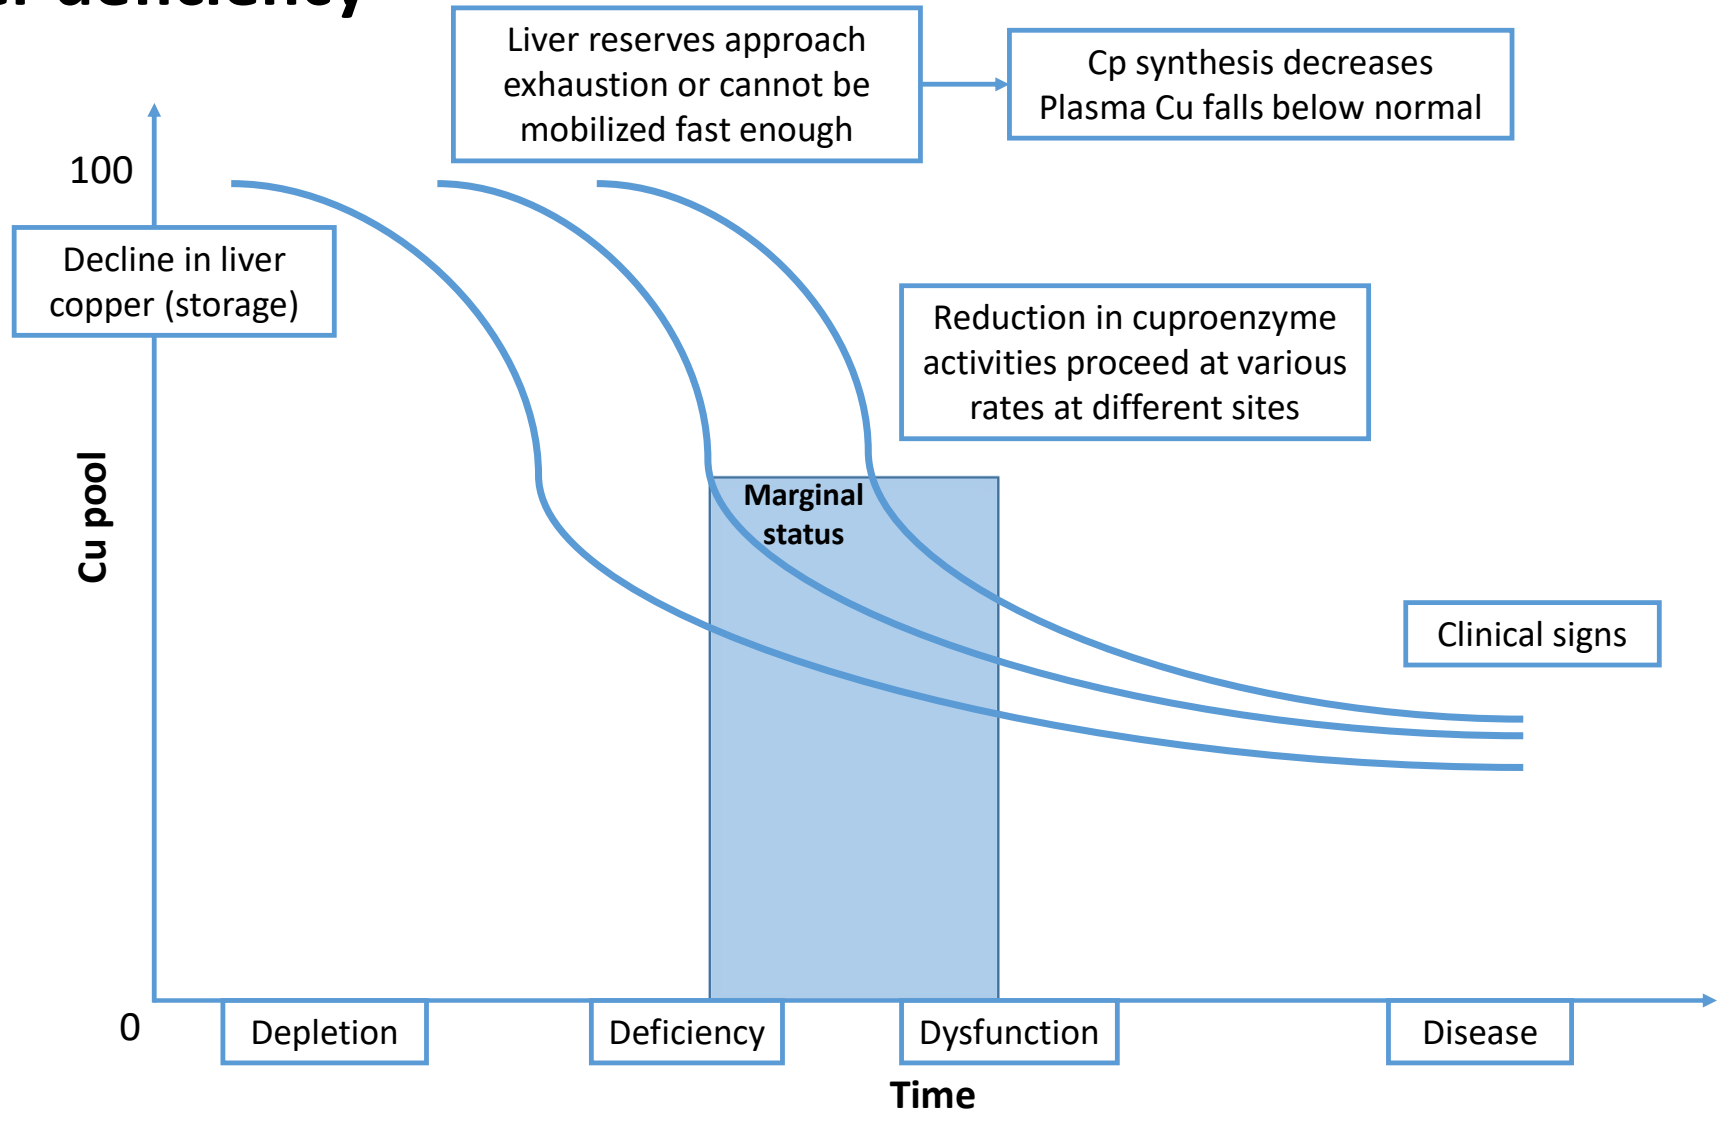 deficiency
Liver reserves approach
exhaustion or cannot be
mobilized fast enough
Cp synthesis decreases
Plasma Cu falls below normal
100
Decline in liver
copper (storage)
Reduction in cuproenzyme
activities proceed at various
rates at different sites
Marginal
status
Cu pool
Clinical signs
0
Depletion
Deficiency
Dysfunction
Disease
Time